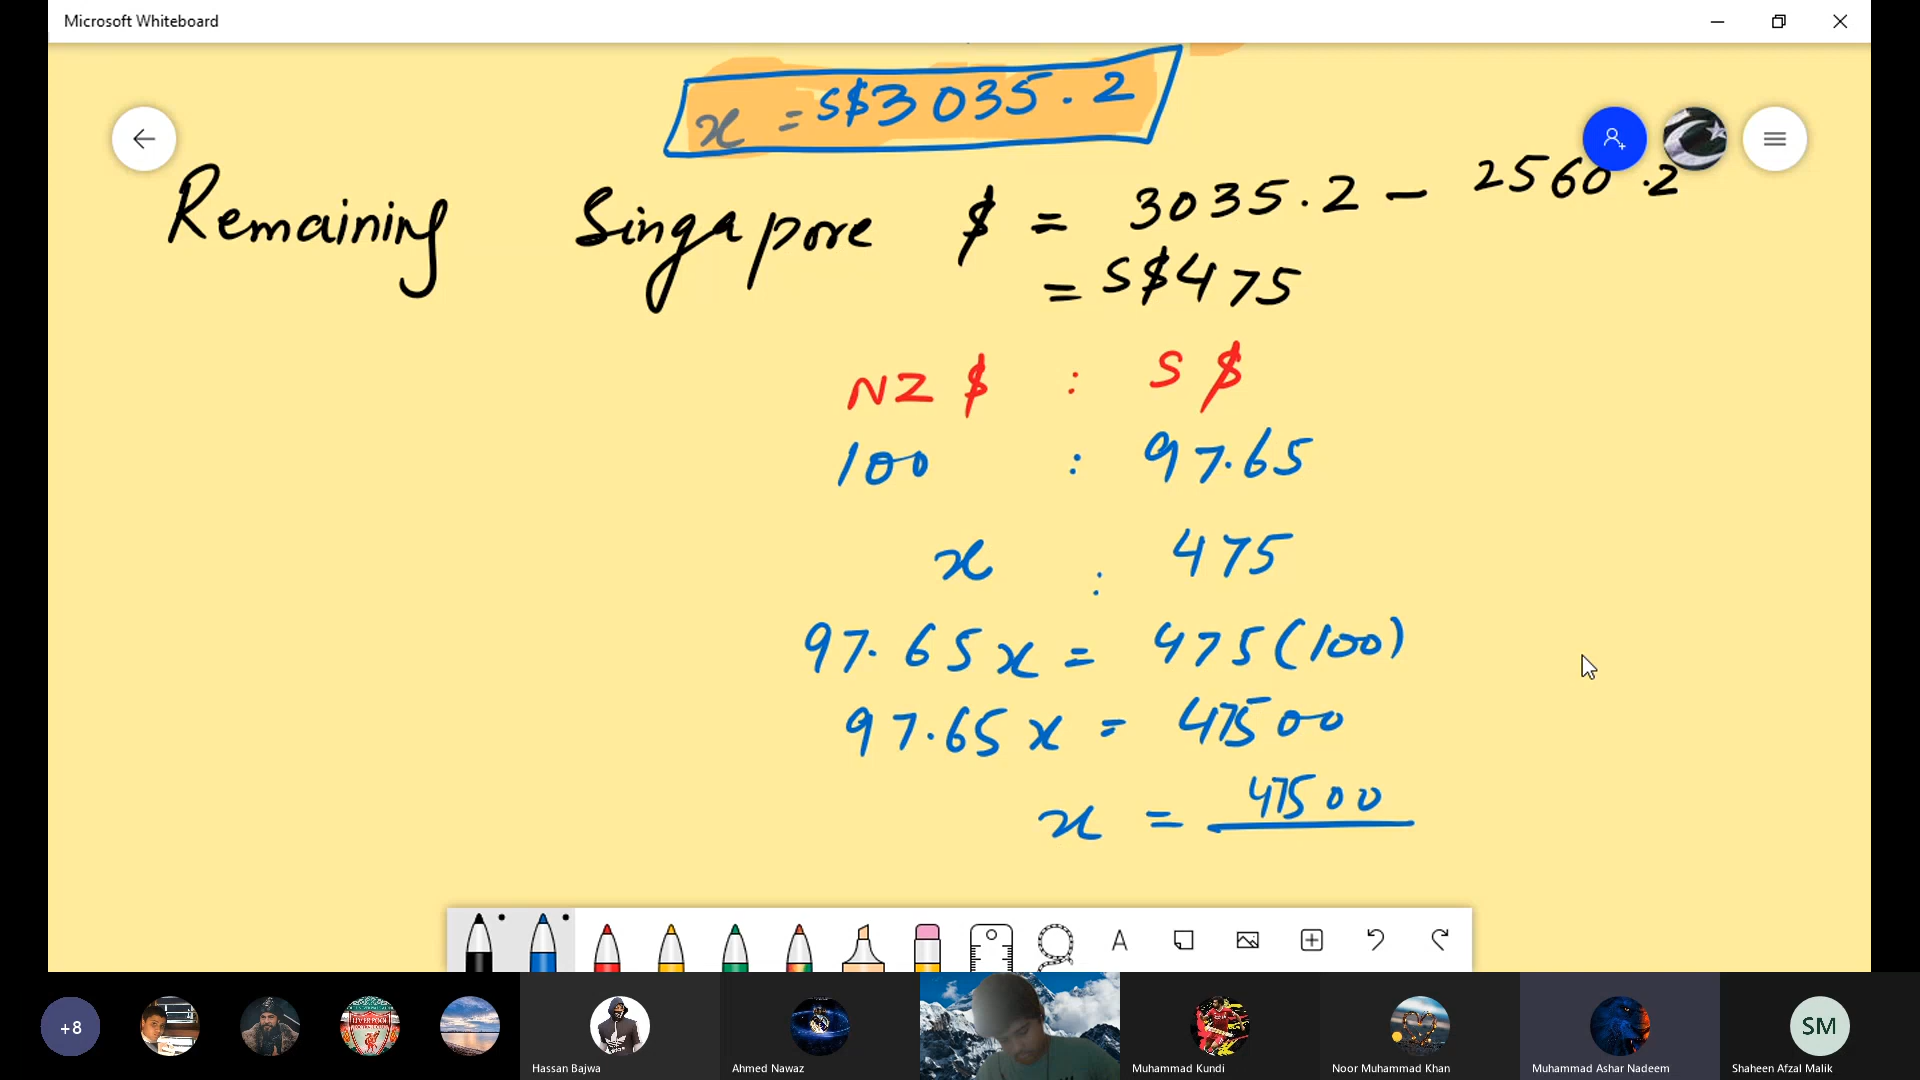 Microsoft Whiteboard
x = S$3035.2
Remaining Singapore $ = 3035.2 - 2560.2
= S$475
NZ $ : S $
100 : 97.65
x : 475
97.65x = 475(100)
97.65x = 47500
x = 47500
A
+8
LIVERPOOL
Hassan Bajwa
Ahmed Nawaz
Muhammad Kundi
Noor Muhammad Khan
Muhammad Ashar Nadeem
SM
Shaheen Afzal Malik